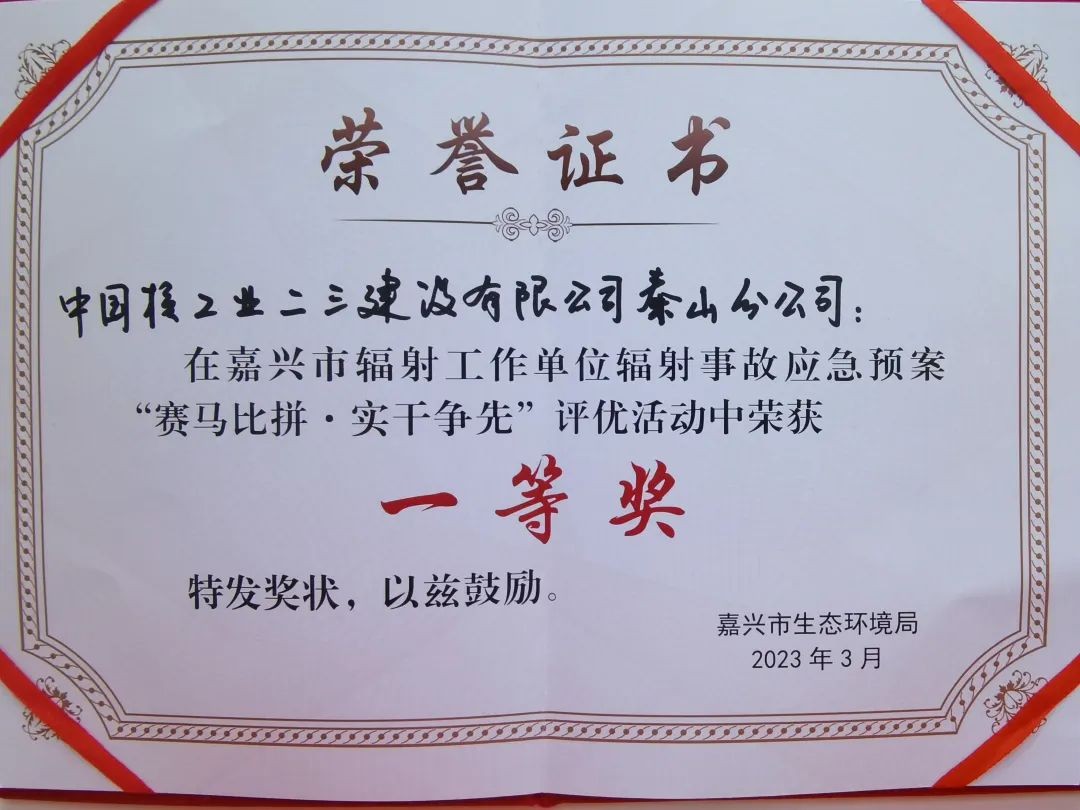 荣誉证书
中国核工业二三建设有限公司秦山分公司：
在嘉兴市辐射工作单位辐射事故应急预案
“赛马比拼·实干争先”评优活动中荣获
一等奖
特发奖状，以兹鼓励。
嘉兴市生态环境局
2023年3月